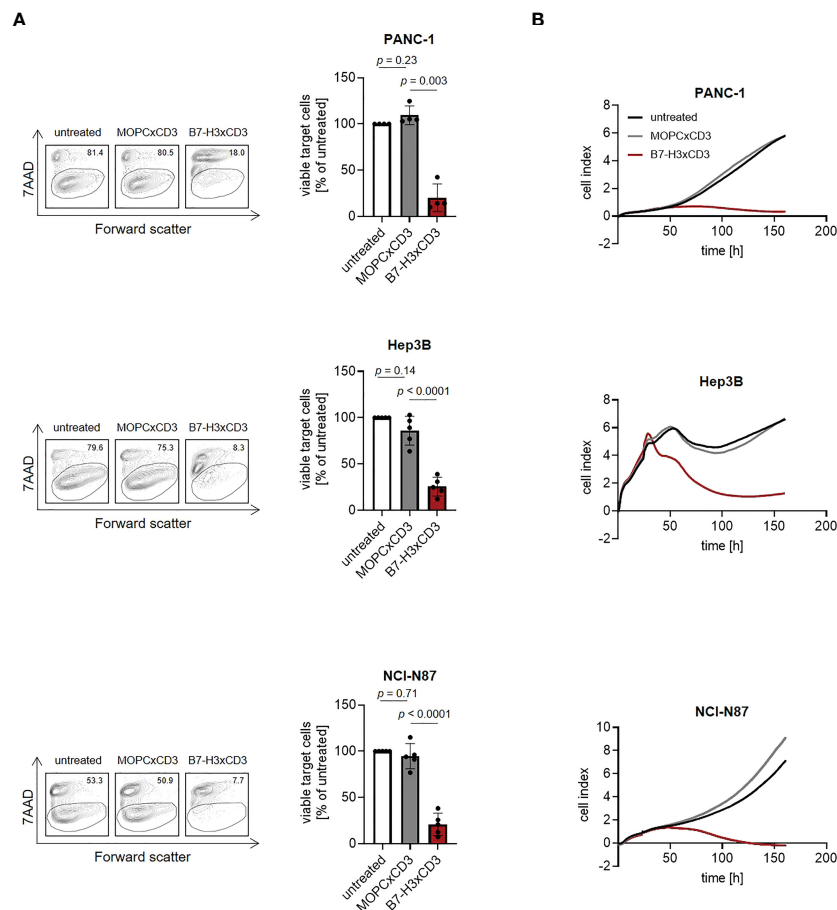 A
B
PANC-1
p = 0.23
p = 0.003
untreated MOPCxCD3 B7-H3xCD3
81.4 80.5 18.0
7AAD
Forward scatter
viable target cells
[% of untreated]
150
100
50
0
untreated
MOPCxCD3
B7-H3xCD3
PANC-1
untreated
MOPCxCD3
B7-H3xCD3
cell index
8
6
4
2
0
-2
50 100 150 200
time [h]
Hep3B
p = 0.14
p < 0.0001
untreated MOPCxCD3 B7-H3xCD3
79.6 75.3 8.3
7AAD
Forward scatter
viable target cells
[% of untreated]
150
100
50
0
untreated
MOPCxCD3
B7-H3xCD3
Hep3B
cell index
8
6
4
2
0
-2
50 100 150 200
time [h]
NCI-N87
p = 0.71
p < 0.0001
untreated MOPCxCD3 B7-H3xCD3
53.3 50.9 7.7
7AAD
Forward scatter
viable target cells
[% of untreated]
150
100
50
0
untreated
MOPCxCD3
B7-H3xCD3
NCI-N87
cell index
10
8
6
4
2
0
-2
50 100 150 200
time [h]